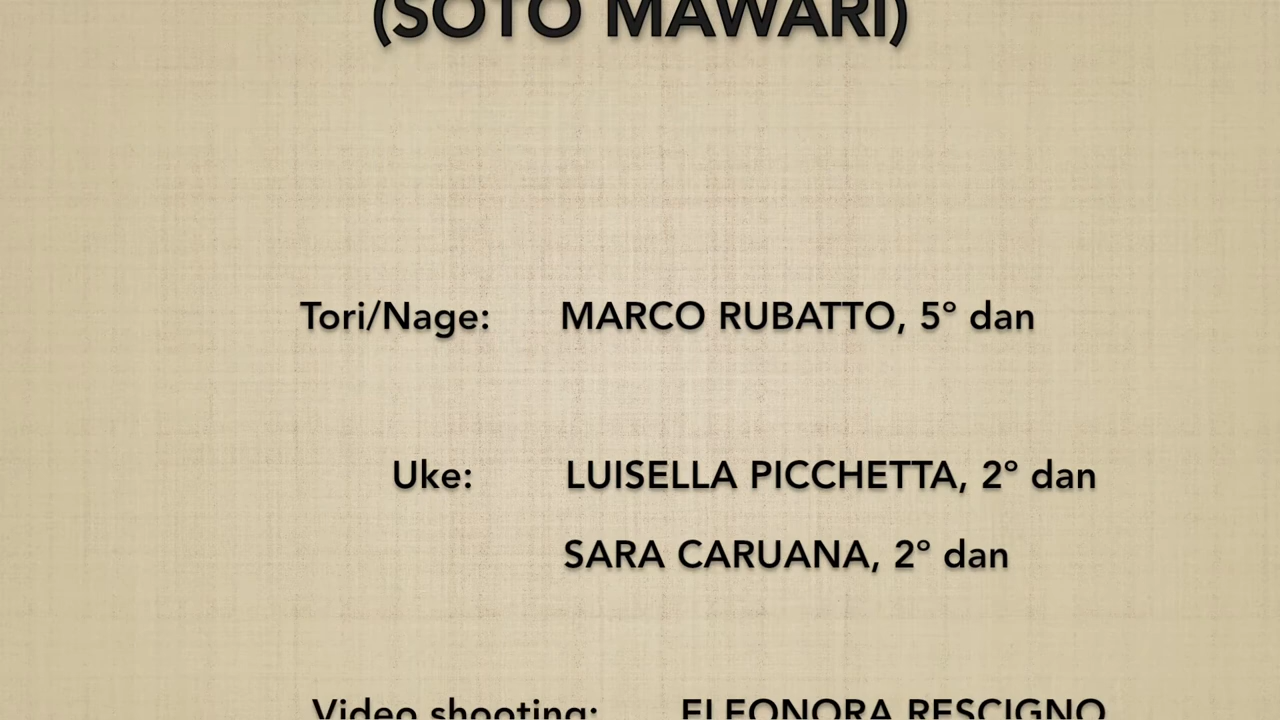 (SOTO MAWARI)
Tori/Nage: MARCO RUBATTO, 5° dan
Uke: LUISELLA PICCHETTA, 2° dan
SARA CARUANA, 2° dan
Video shooting: ELEONORA RESCIGNO